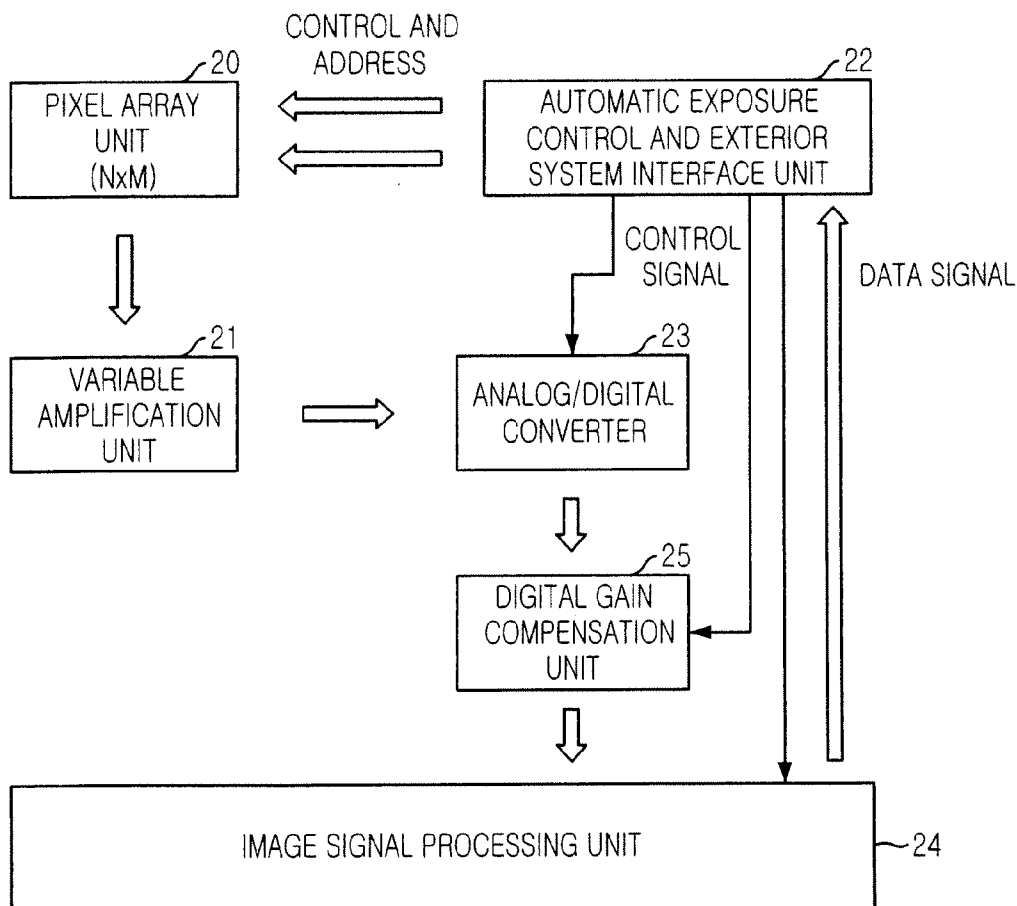 CONTROL AND
ADDRESS
20
PIXEL ARRAY
UNIT
(NxM)
22
AUTOMATIC EXPOSURE
CONTROL AND EXTERIOR
SYSTEM INTERFACE UNIT
CONTROL
SIGNAL
DATA SIGNAL
21
VARIABLE
AMPLIFICATION
UNIT
23
ANALOG/DIGITAL
CONVERTER
25
DIGITAL GAIN
COMPENSATION
UNIT
IMAGE SIGNAL PROCESSING UNIT
24